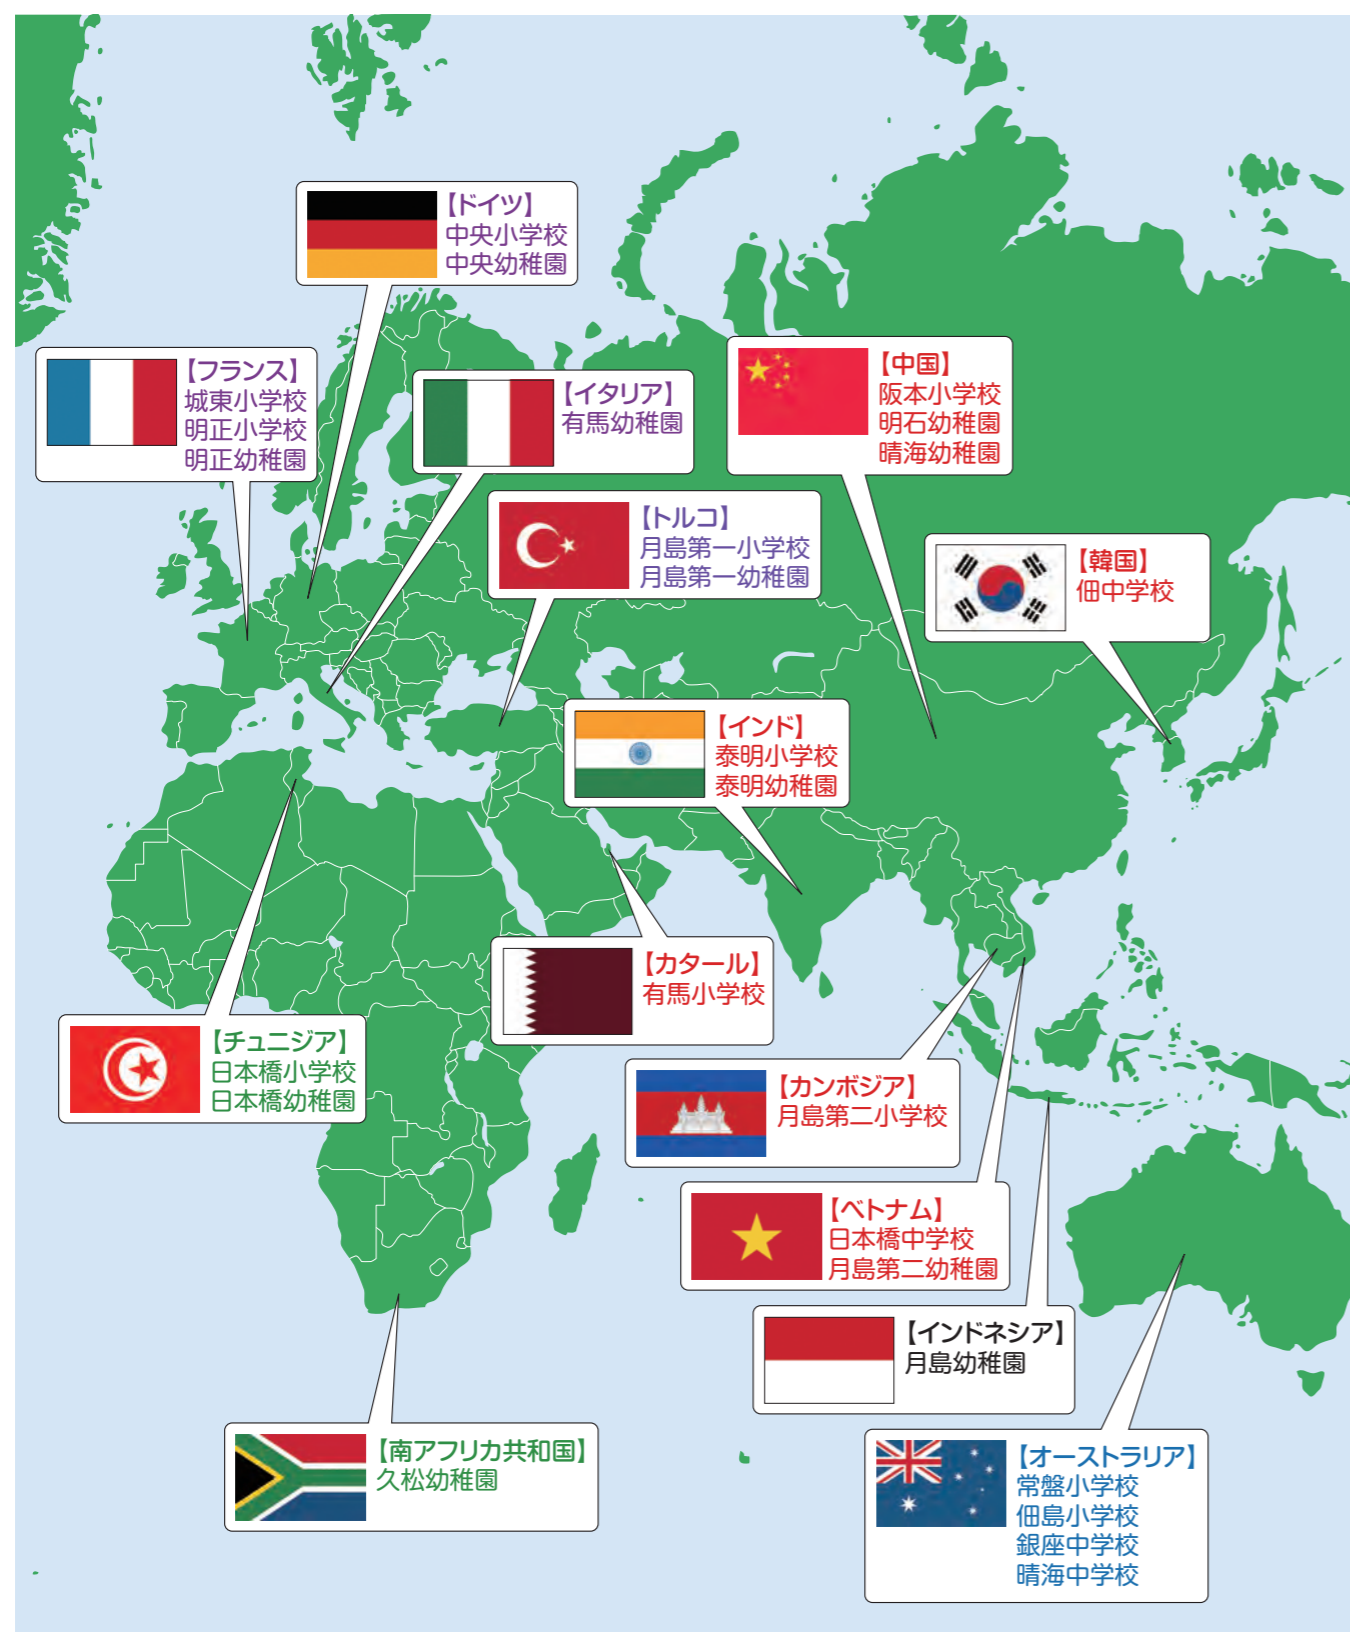 【ドイツ】
中央小学校
中央幼稚園
【フランス】
城東小学校
明正小学校
明正幼稚園
【イタリア】
有馬幼稚園
【中国】
阪本小学校
明石幼稚園
晴海幼稚園
【トルコ】
月島第一小学校
月島第一幼稚園
【韓国】
佃中学校
【インド】
泰明小学校
泰明幼稚園
【カタール】
有馬小学校
【チュニジア】
日本橋小学校
日本橋幼稚園
【カンボジア】
月島第二小学校
【ベトナム】
日本橋中学校
月島第二幼稚園
【インドネシア】
月島幼稚園
【南アフリカ共和国】
久松幼稚園
【オーストラリア】
常盤小学校
佃島小学校
銀座中学校
晴海中学校